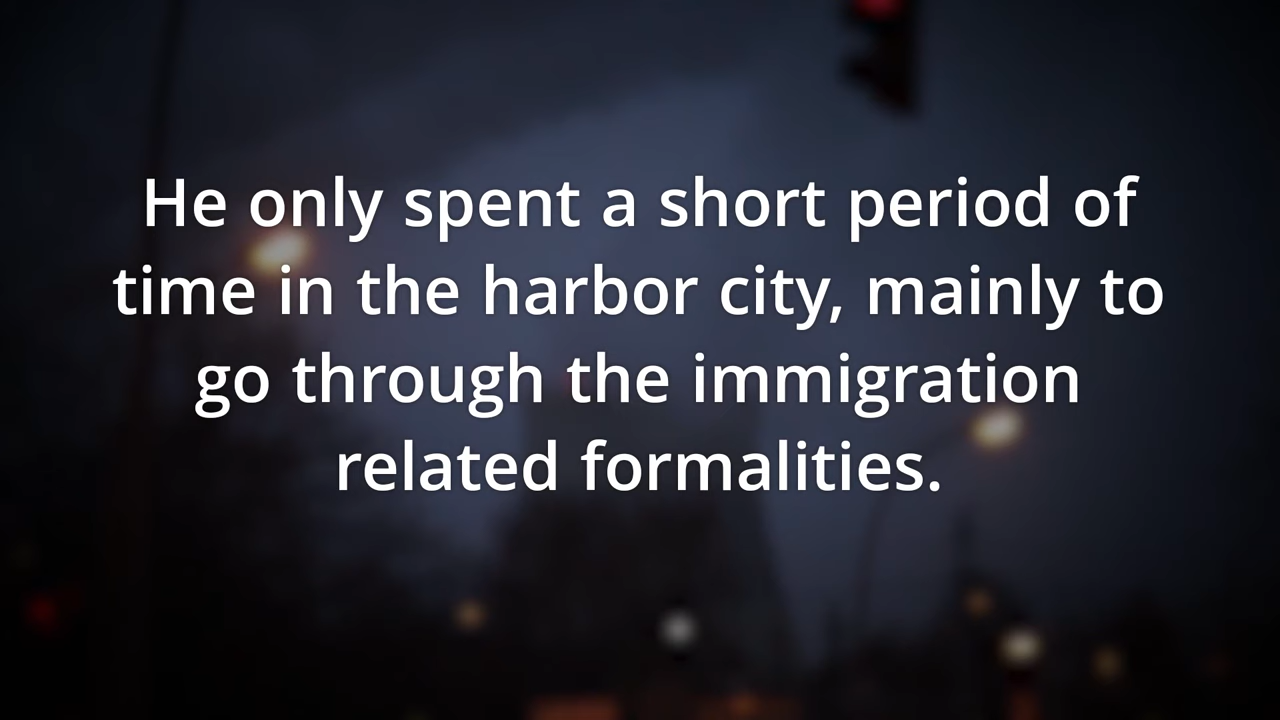 He only spent a short period of
time in the harbor city, mainly to
go through the immigration
related formalities.